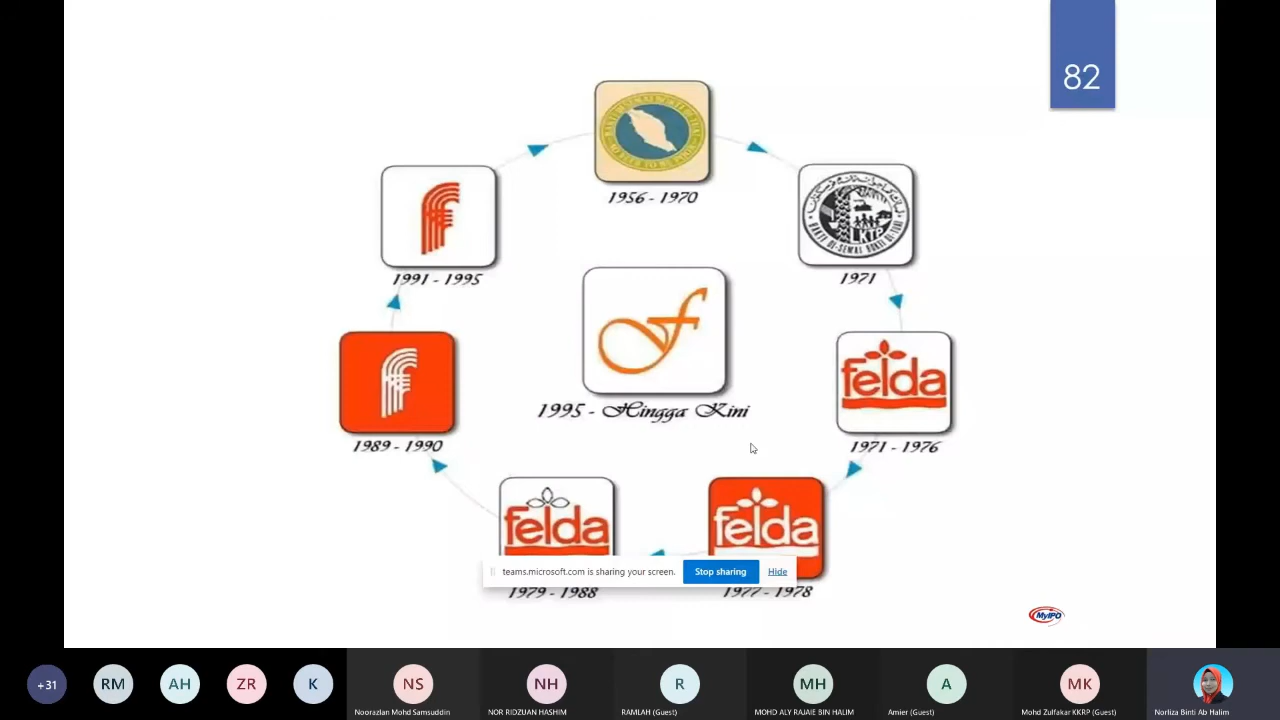 82
1956 - 1970
1991 - 1995
LKTP
1971
felda
1995 - Hingga Kini
1989 - 1990
1971 - 1976
felda
felda
teams.microsoft.com is sharing your screen.
Stop sharing
Hide
1979 - 1988
1977 - 1978
MyIPO
+31
RM
AH
ZR
K
NS
NH
R
MH
A
MK
Noorazlan Mohd Samsuddin
NOR RIDZUAN HASHIM
RAMLAH (Guest)
MOHD ALY RAJAIE BIN HALIM
Amier (Guest)
Mohd Zulfakar KKRP (Guest)
Norliza Binti Ab Halim